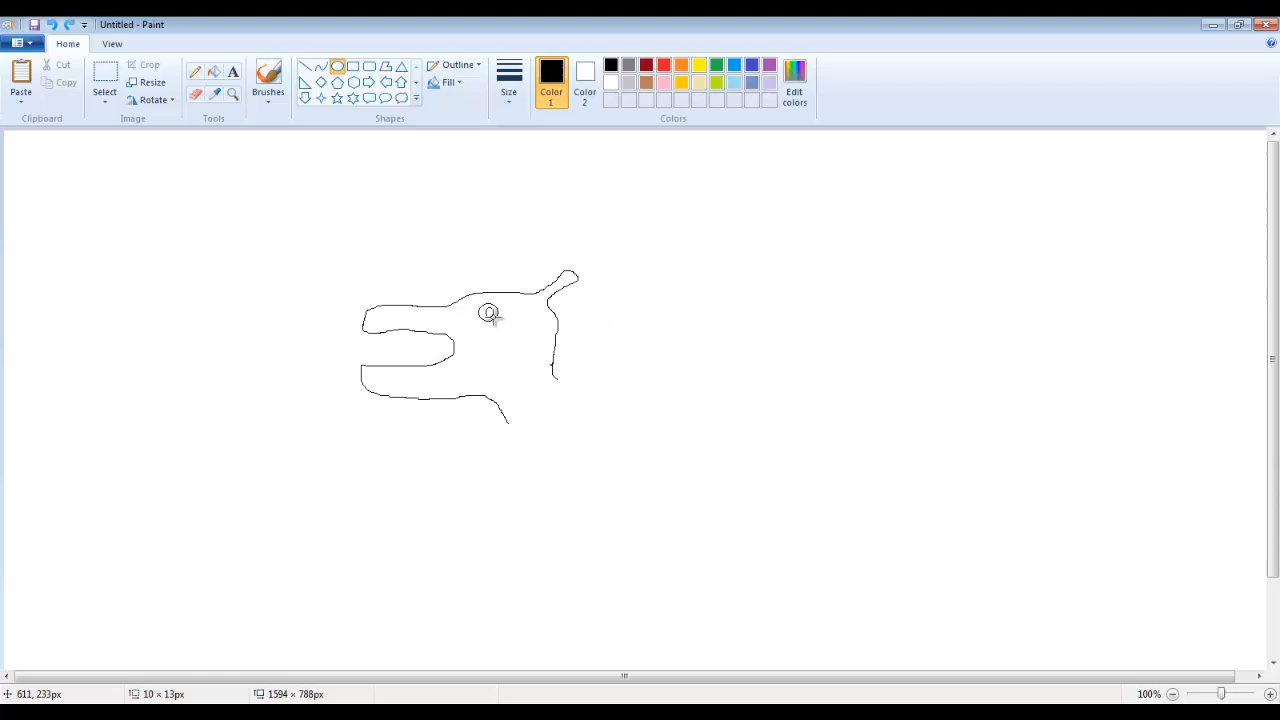 Untitled - Paint
Home View
Paste
Cut
Copy
Clipboard
Select
Crop
Resize
Rotate
Image
Tools
Brushes
Shapes
Outline
Fill
Size
Color 1
Color 2
Edit colors
Colors
611, 233px
10 × 13px
1594 × 788px
100%